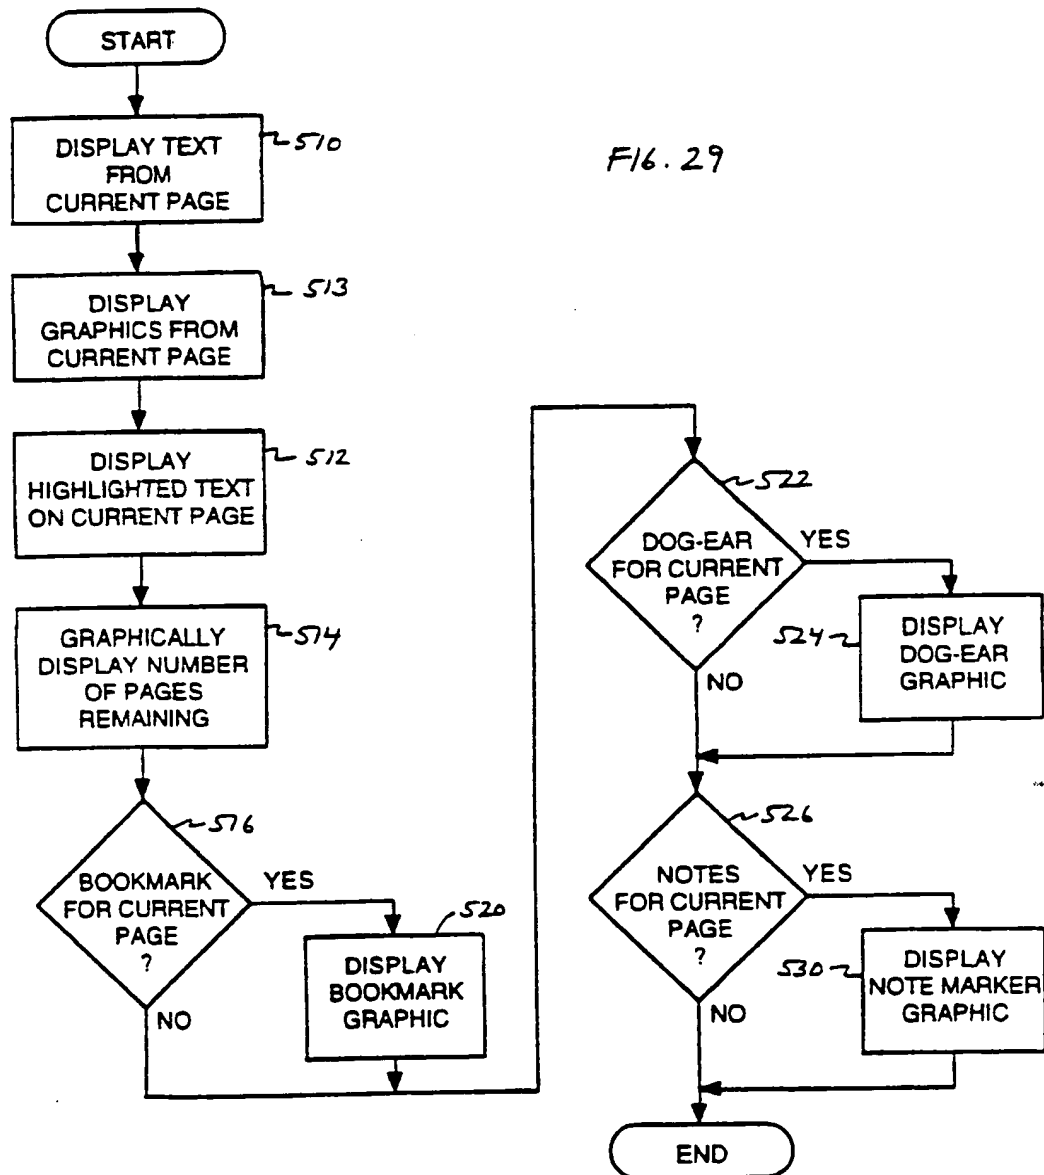 START
DISPLAY TEXT
FROM
CURRENT PAGE
510
FIG. 29
DISPLAY
GRAPHICS FROM
CURRENT PAGE
513
DISPLAY
HIGHLIGHTED TEXT
ON CURRENT PAGE
512
GRAPHICALLY
DISPLAY NUMBER
OF PAGES
REMAINING
514
BOOKMARK
FOR CURRENT
PAGE
?
516
YES
NO
DISPLAY
BOOKMARK
GRAPHIC
520
DOG-EAR
FOR CURRENT
PAGE
?
522
YES
NO
DISPLAY
DOG-EAR
GRAPHIC
524
NOTES
FOR CURRENT
PAGE
?
526
YES
NO
DISPLAY
NOTE MARKER
GRAPHIC
530
END